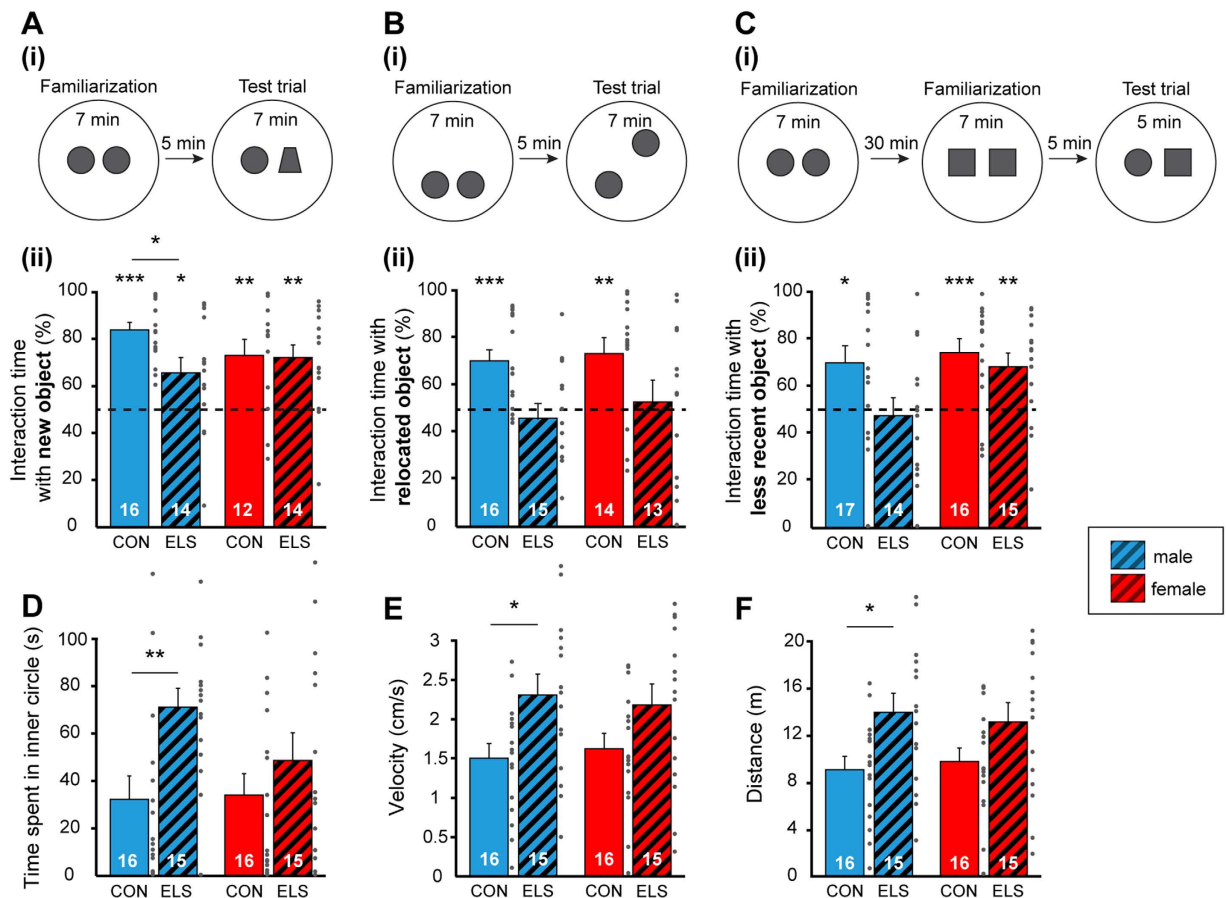 A
(i)
Familiarization
7 min
5 min
Test trial
7 min
(ii)
Interaction time
with new object (%)
100
80
60
40
20
0
*
***
*
**
**
16
14
12
14
CON
ELS
CON
ELS
B
(i)
Familiarization
7 min
5 min
Test trial
7 min
(ii)
Interaction time with
relocated object (%)
100
80
60
40
20
0
***
**
16
15
14
13
CON
ELS
CON
ELS
C
(i)
Familiarization
7 min
30 min
Familiarization
7 min
5 min
Test trial
5 min
(ii)
Interaction time with
less recent object (%)
100
80
60
40
20
0
*
***
**
17
14
16
15
CON
ELS
CON
ELS
male
female
D
Time spent in inner circle (s)
100
80
60
40
20
0
**
16
15
16
15
CON
ELS
CON
ELS
E
Velocity (cm/s)
3
2.5
2
1.5
1
0.5
0
*
16
15
16
15
CON
ELS
CON
ELS
F
Distance (m)
20
16
12
8
4
0
*
16
15
16
15
CON
ELS
CON
ELS